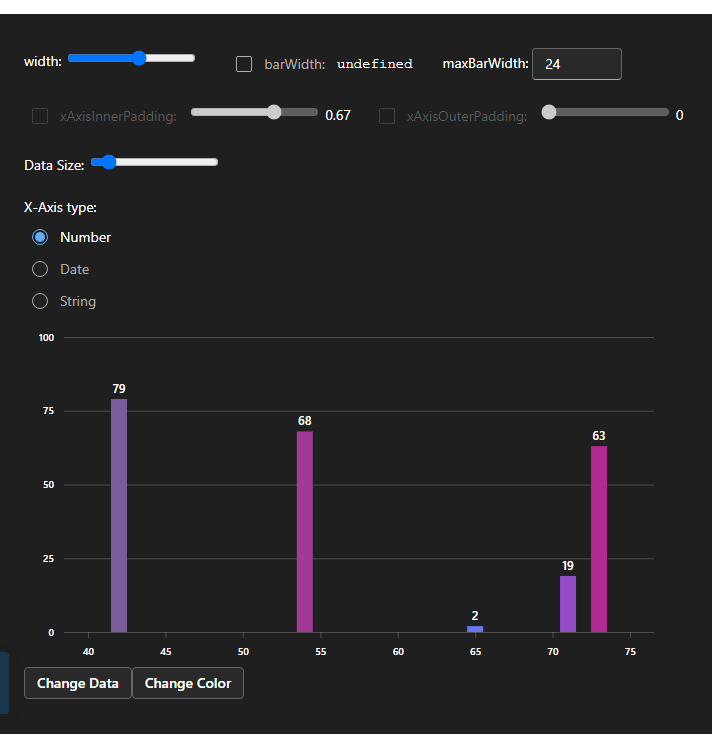 width: barWidth: undefined maxBarWidth: 24
xAxisInnerPadding: 0.67 xAxisOuterPadding: 0
Data Size:
X-Axis type:
Number
Date
String
100
79
75
68
63
50
25
19
2
0
40 45 50 55 60 65 70 75
Change Data Change Color